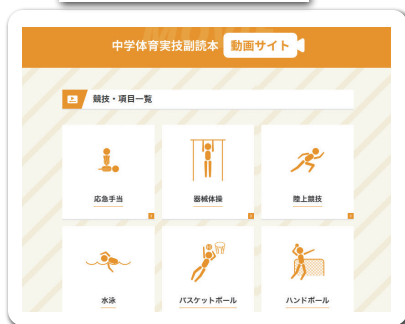 中学体育実技副読本 動画サイト
競技・項目一覧
応急手当
器械体操
陸上競技
水泳
バスケットボール
ハンドボール